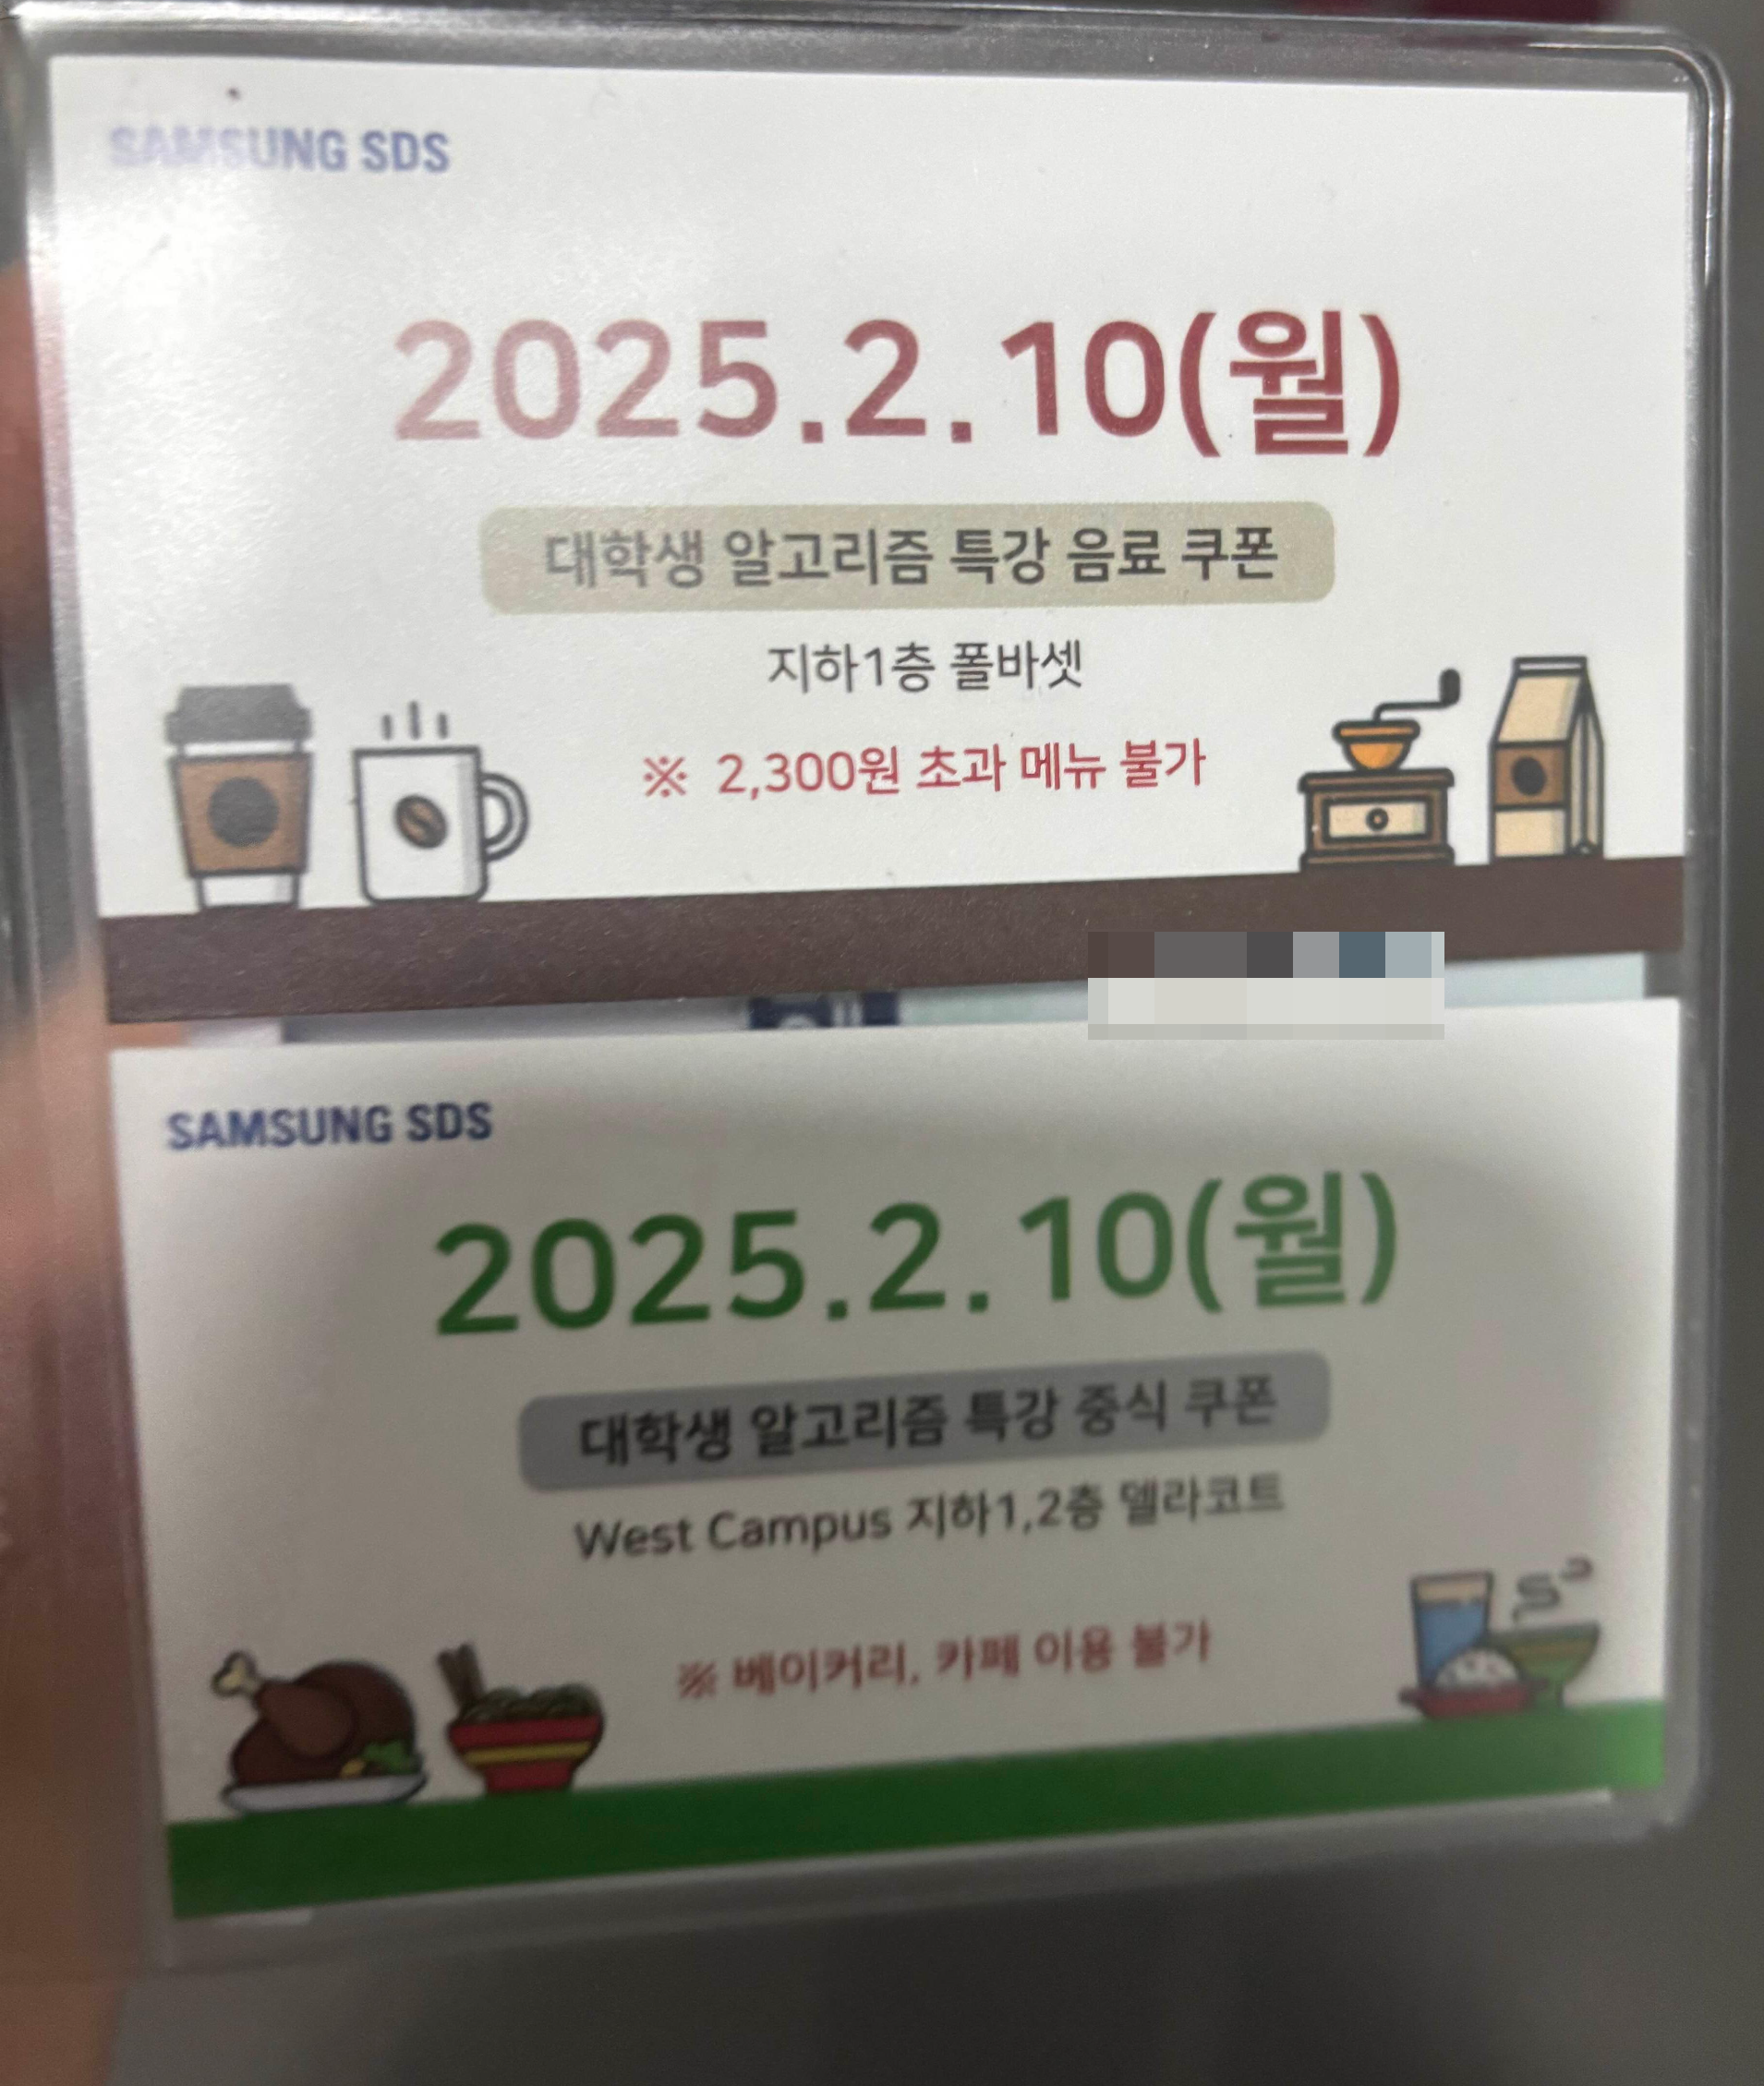 SAMSUNG SDS
2025.2.10(월)
대학생 알고리즘 특강 음료 쿠폰
지하1층 폴바셋
※ 2,300원 초과 메뉴 불가
SAMSUNG SDS
2025.2.10(월)
대학생 알고리즘 특강 중식 쿠폰
West Campus 지하1,2층 델라코트
※ 베이커리, 카페 이용 불가